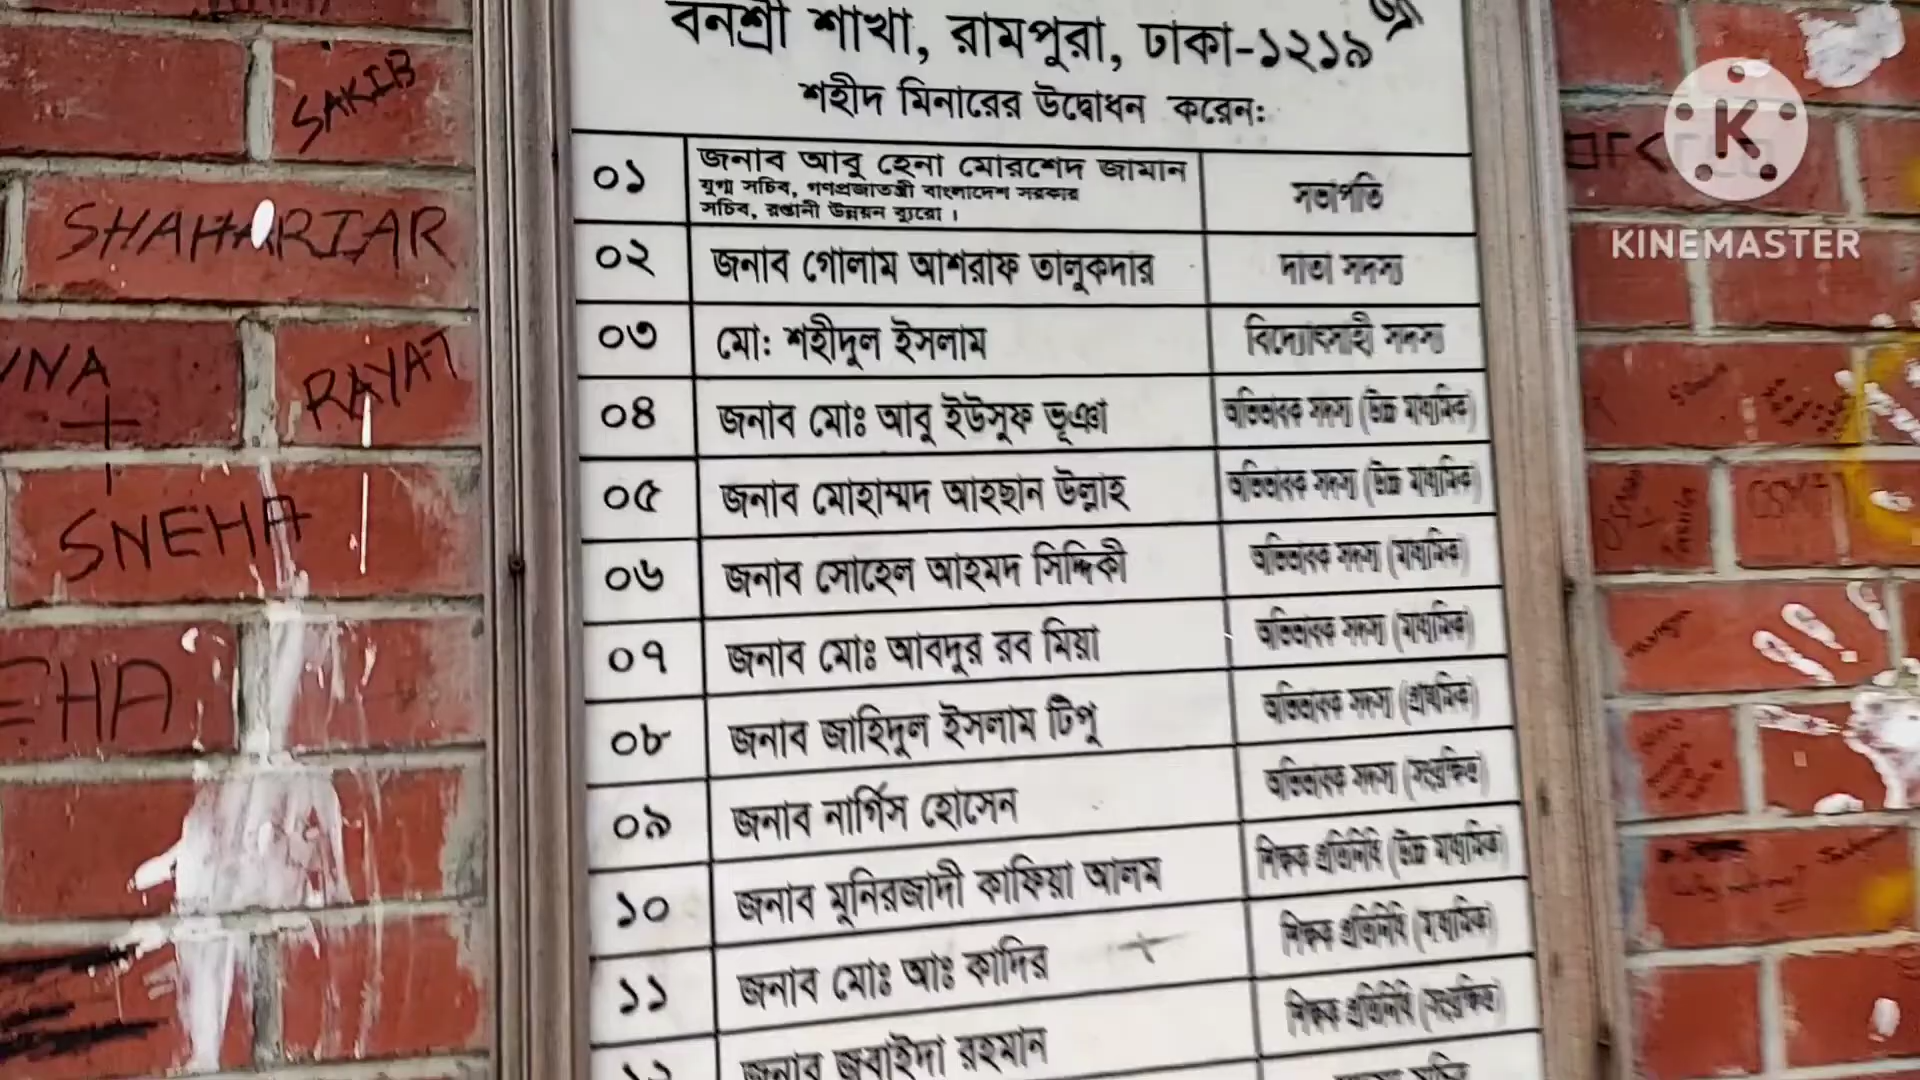 বনশ্রী শাখা, রামপুরা, ঢাকা-১২১৯
শহীদ মিনারের উদ্বোধন করেন:
০১ জনাব আবু হেনা মোরশেদ জামান সভাপতি
যুগ্ম সচিব, গণপ্রজাতন্ত্রী বাংলাদেশ সরকার
সচিব, রপ্তানী উন্নয়ন ব্যুরো ।
০২ জনাব গোলাম আশরাফ তালুকদার দাতা সদস্য
০৩ মো: শহীদুল ইসলাম বিদ্যোৎসাহী সদস্য
০৪ জনাব মোঃ আবু ইউসুফ ভূঞা অভিভাবক সদস্য (উচ্চ মাধ্যমিক)
০৫ জনাব মোহাম্মদ আহছান উল্লাহ অভিভাবক সদস্য (উচ্চ মাধ্যমিক)
০৬ জনাব সোহেল আহমদ সিদ্দিকী অভিভাবক সদস্য (মাধ্যমিক)
০৭ জনাব মোঃ আবদুর রব মিয়া অভিভাবক সদস্য (মাধ্যমিক)
০৮ জনাব জাহিদুল ইসলাম টিপু অভিভাবক সদস্য (প্রাথমিক)
০৯ জনাব নার্গিস হোসেন অভিভাবক সদস্য (সংরক্ষিত)
১০ জনাব মুনিরজাদী কাফিয়া আলম শিক্ষক প্রতিনিধি (উচ্চ মাধ্যমিক)
১১ জনাব মোঃ আঃ কাদির শিক্ষক প্রতিনিধি (মাধ্যমিক)
১২ জনাব জুবাইদা রহমান শিক্ষক প্রতিনিধি (সংরক্ষিত)
SAKIB
SHAHARIAR
RAYAT
+
SNEHA
EHA
KINEMASTER